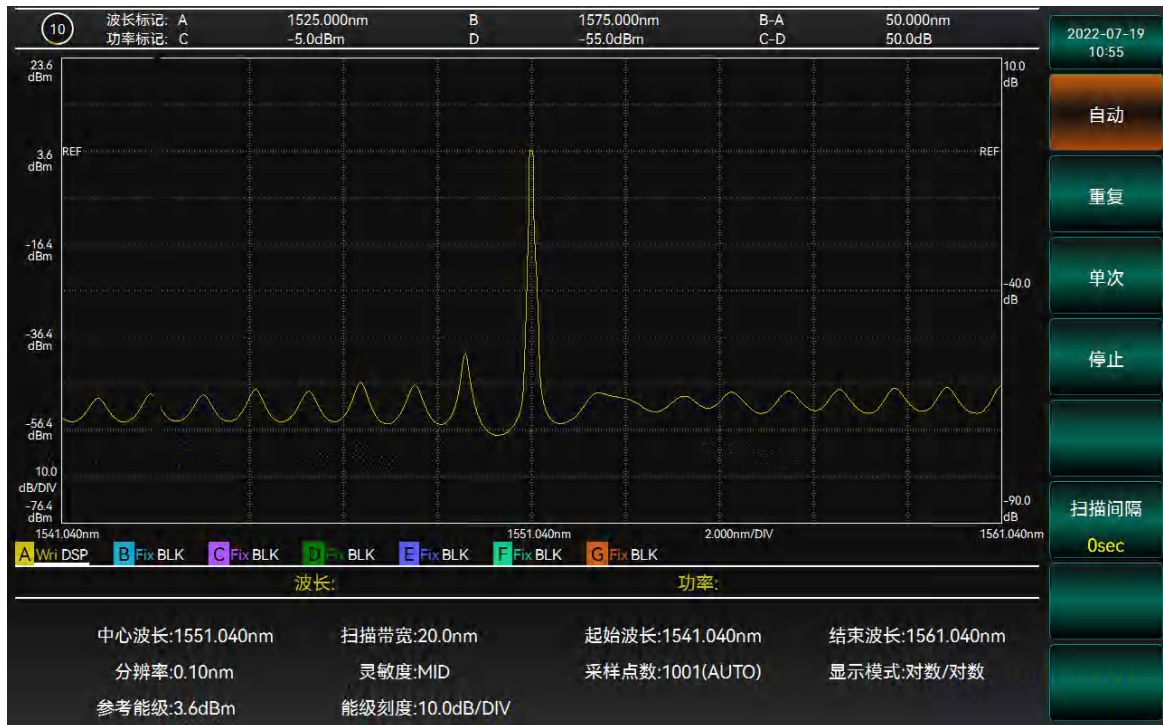 10
波长标记: A 1525.000nm B 1575.000nm B-A 50.000nm
功率标记: C -5.0dBm D -55.0dBm C-D 50.0dB
2022-07-19
10:55
23.6
dBm
10.0
dB
自动
3.6
dBm
REF REF
重复
-16.4
dBm
单次
-40.0
dB
-36.4
dBm
停止
-56.4
dBm
10.0
dB/DIV
-76.4
dBm
-90.0
dB
扫描间隔
0sec
1541.040nm 1551.040nm 2.000nm/DIV 1561.040nm
A Wri DSP B Fix BLK C Fix BLK D Fix BLK E Fix BLK F Fix BLK G Fix BLK
波长: 功率:
中心波长:1551.040nm 扫描带宽:20.0nm 起始波长:1541.040nm 结束波长:1561.040nm
分辨率:0.10nm 灵敏度:MID 采样点数:1001(AUTO) 显示模式:对数/对数
参考能级:3.6dBm 能级刻度:10.0dB/DIV